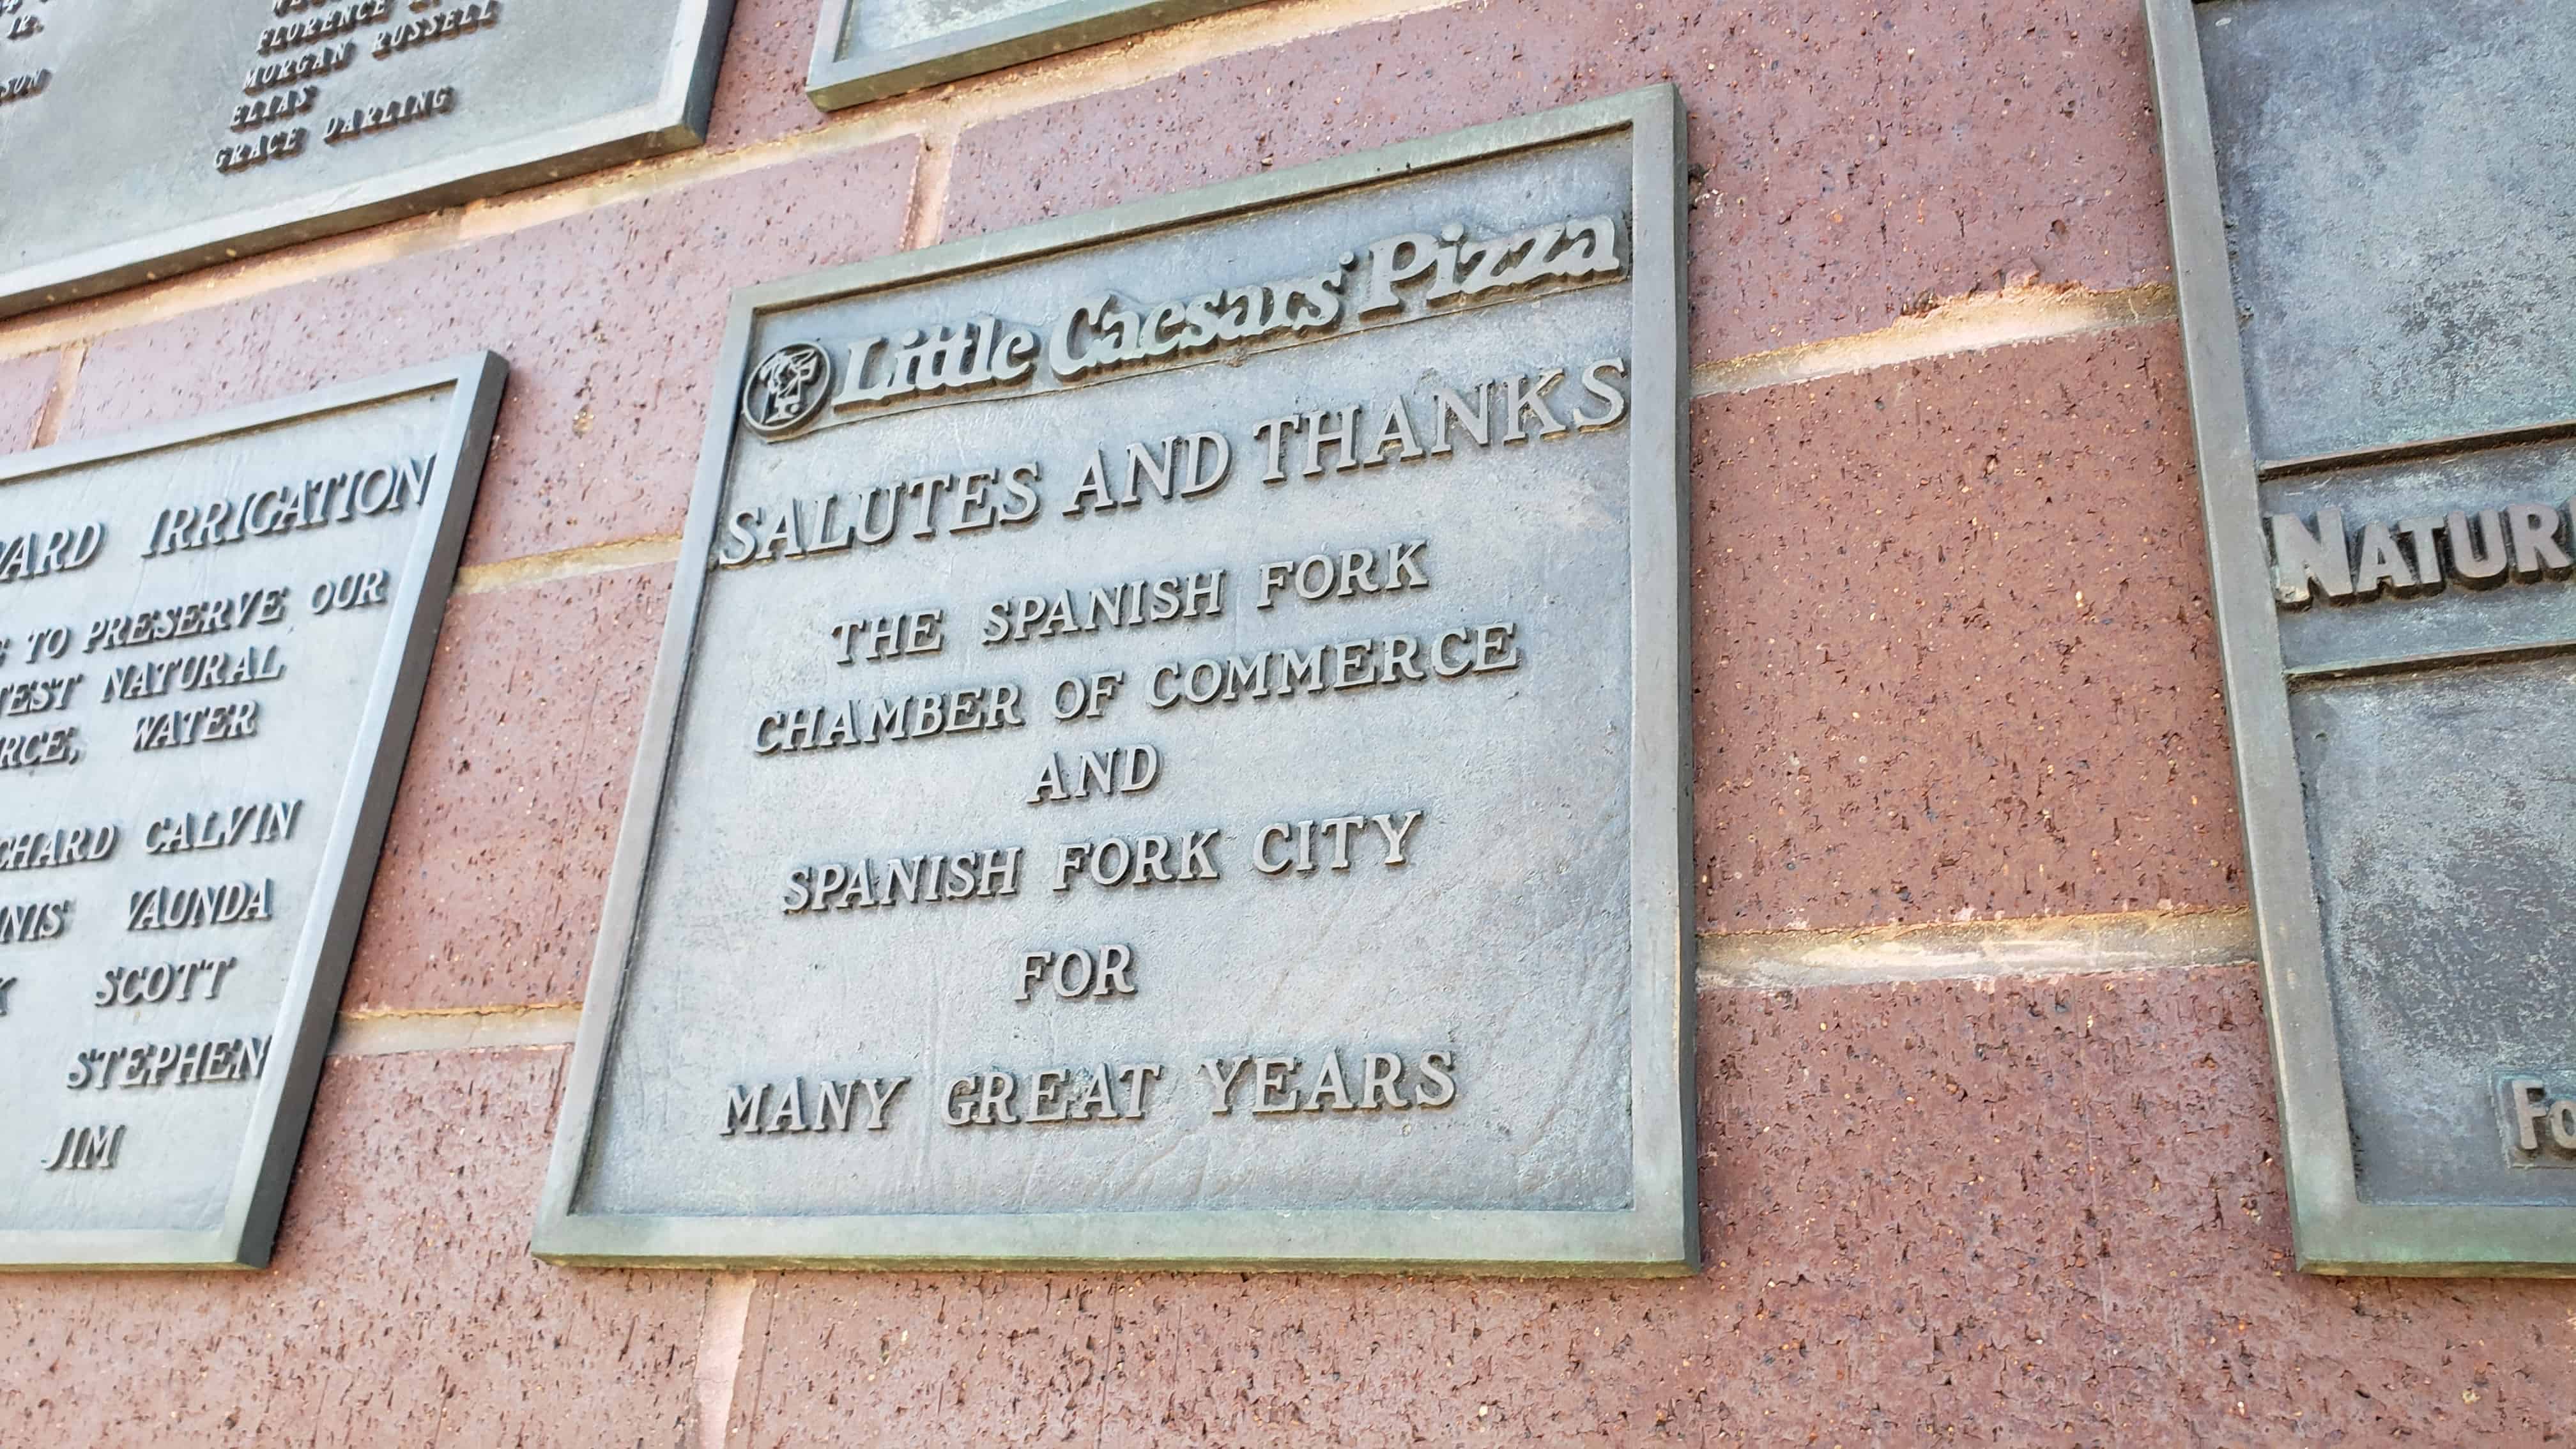 JR.
FLORENCE
MORGAN RUSSELL
ELIAS
GRACE DARLING
IRRIGATION
TO PRESERVE OUR
NATURAL
WATER
CALVIN
VAUNDA
SCOTT
STEPHEN
JIM
Little Caesars Pizza
SALUTES AND THANKS
THE SPANISH FORK
CHAMBER OF COMMERCE
AND
SPANISH FORK CITY
FOR
MANY GREAT YEARS
NATUR
Fo